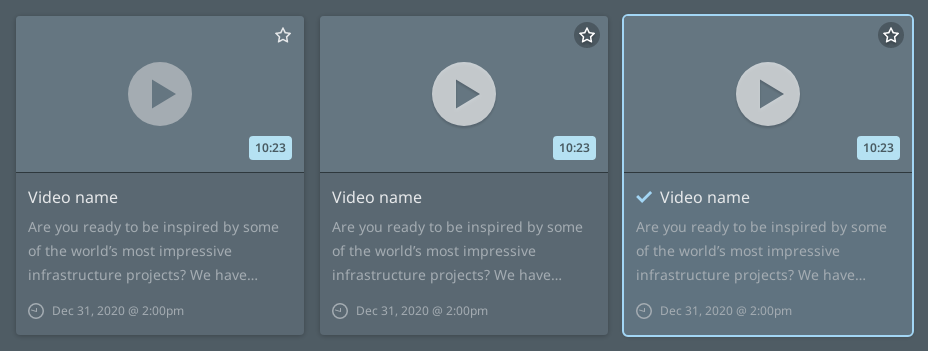 10:23
Video name
Are you ready to be inspired by some
of the world's most impressive
infrastructure projects? We have...
Dec 31, 2020 @ 2:00pm
10:23
Video name
Are you ready to be inspired by some
of the world's most impressive
infrastructure projects? We have...
Dec 31, 2020 @ 2:00pm
10:23
Video name
Are you ready to be inspired by some
of the world's most impressive
infrastructure projects? We have...
Dec 31, 2020 @ 2:00pm